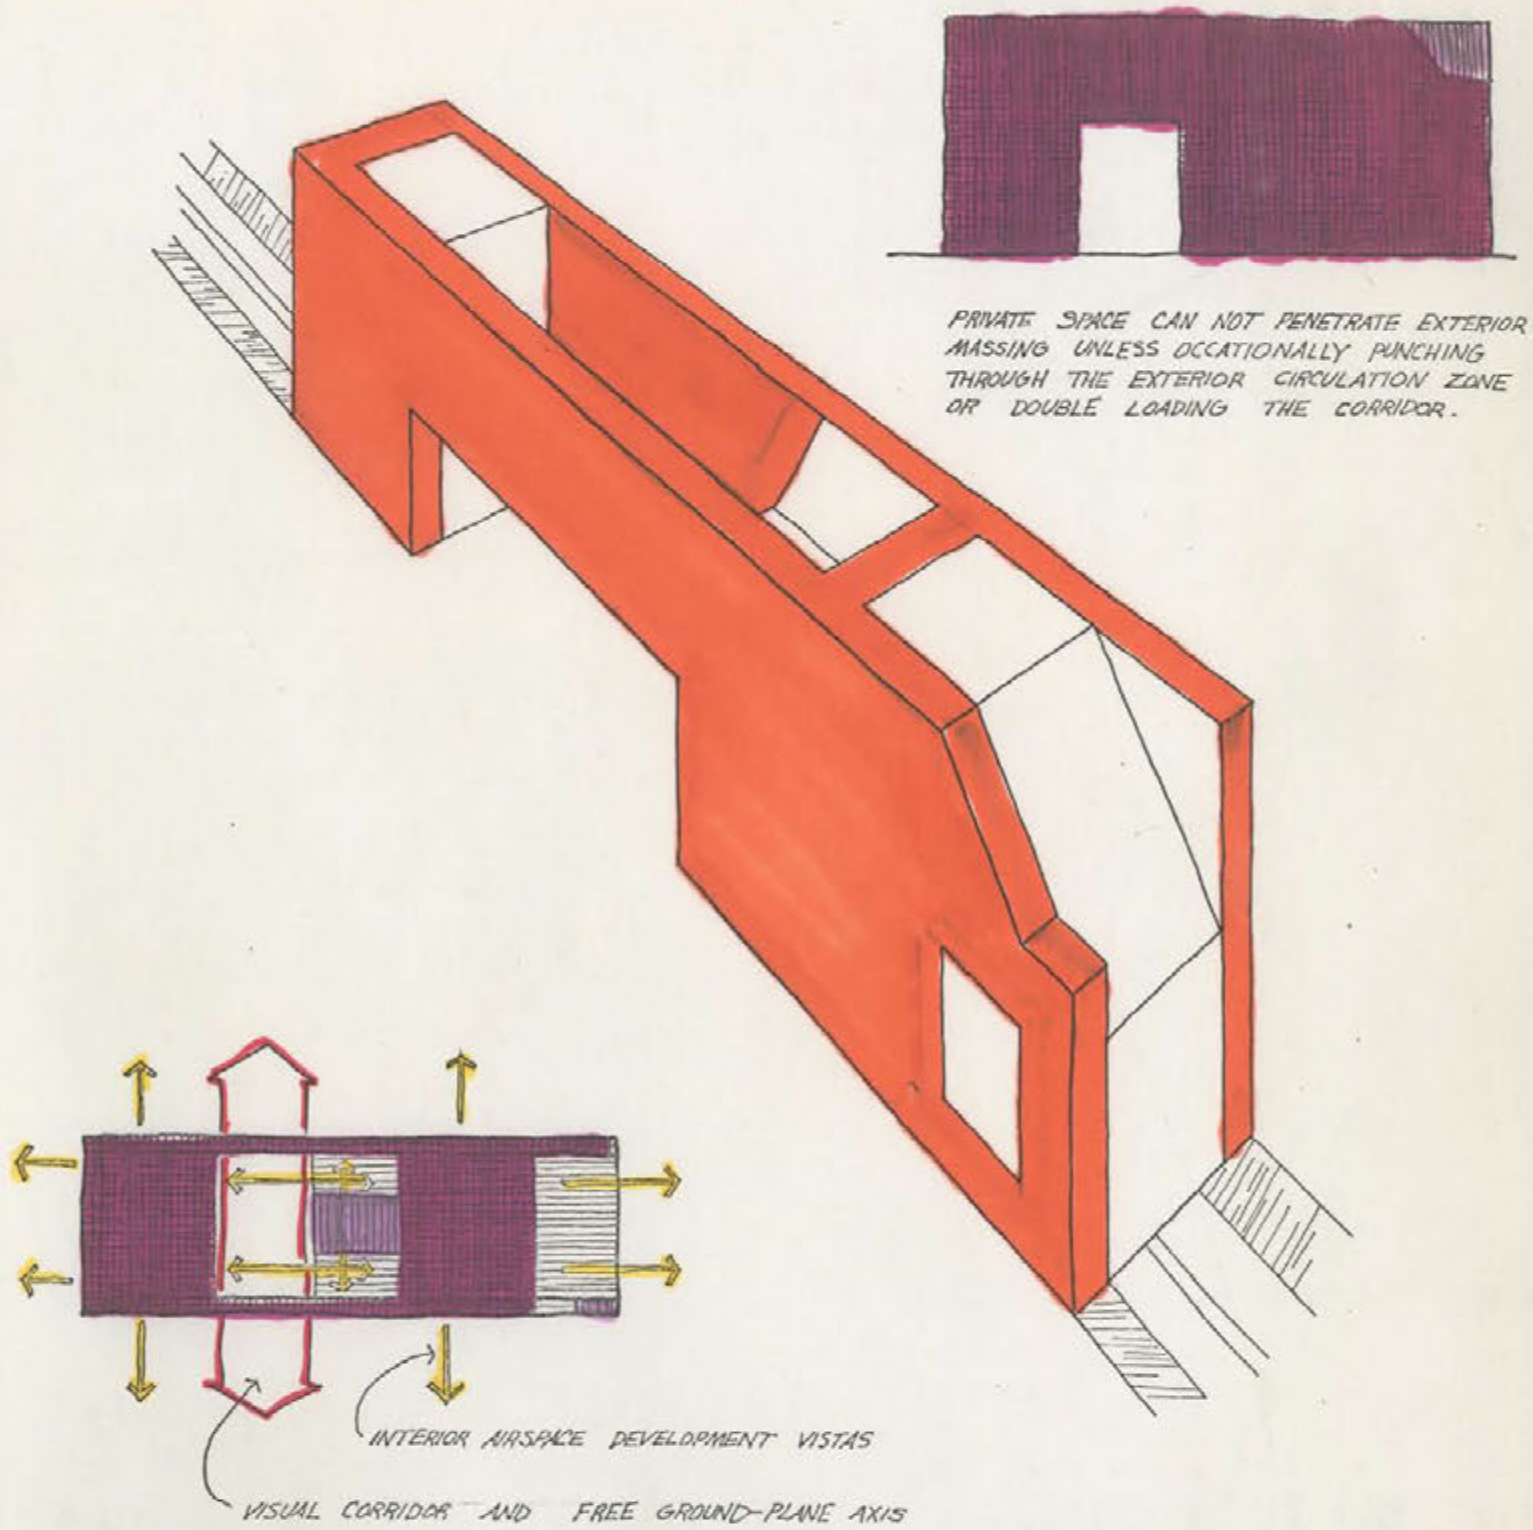 PRIVATE SPACE CAN NOT PENETRATE EXTERIOR
MASSING UNLESS OCCATIONALLY PUNCHING
THROUGH THE EXTERIOR CIRCULATION ZONE
OR DOUBLE LOADING THE CORRIDOR.
INTERIOR AIRSPACE DEVELOPMENT VISTAS
VISUAL CORRIDOR AND FREE GROUND-PLANE AXIS